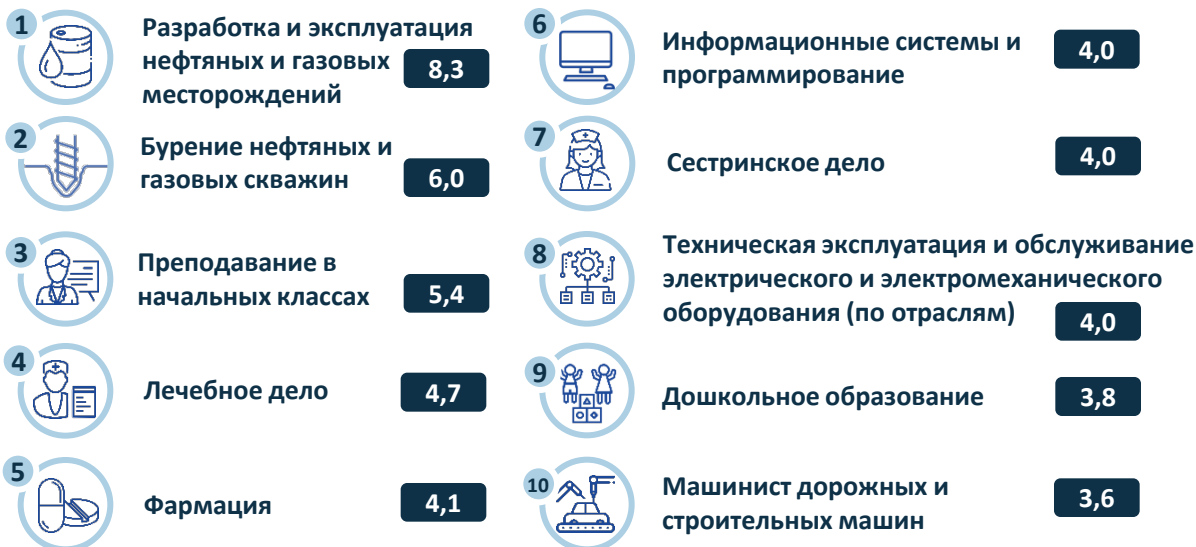 1
Разработка и эксплуатация
нефтяных и газовых
месторождений
8,3
2
Бурение нефтяных и
газовых скважин
6,0
3
Преподавание в
начальных классах
5,4
4
Лечебное дело
4,7
5
Фармация
4,1
6
Информационные системы и
программирование
4,0
7
Сестринское дело
4,0
8
Техническая эксплуатация и обслуживание
электрического и электромеханического
оборудования (по отраслям)
4,0
9
Дошкольное образование
3,8
10
Машинист дорожных и
строительных машин
3,6